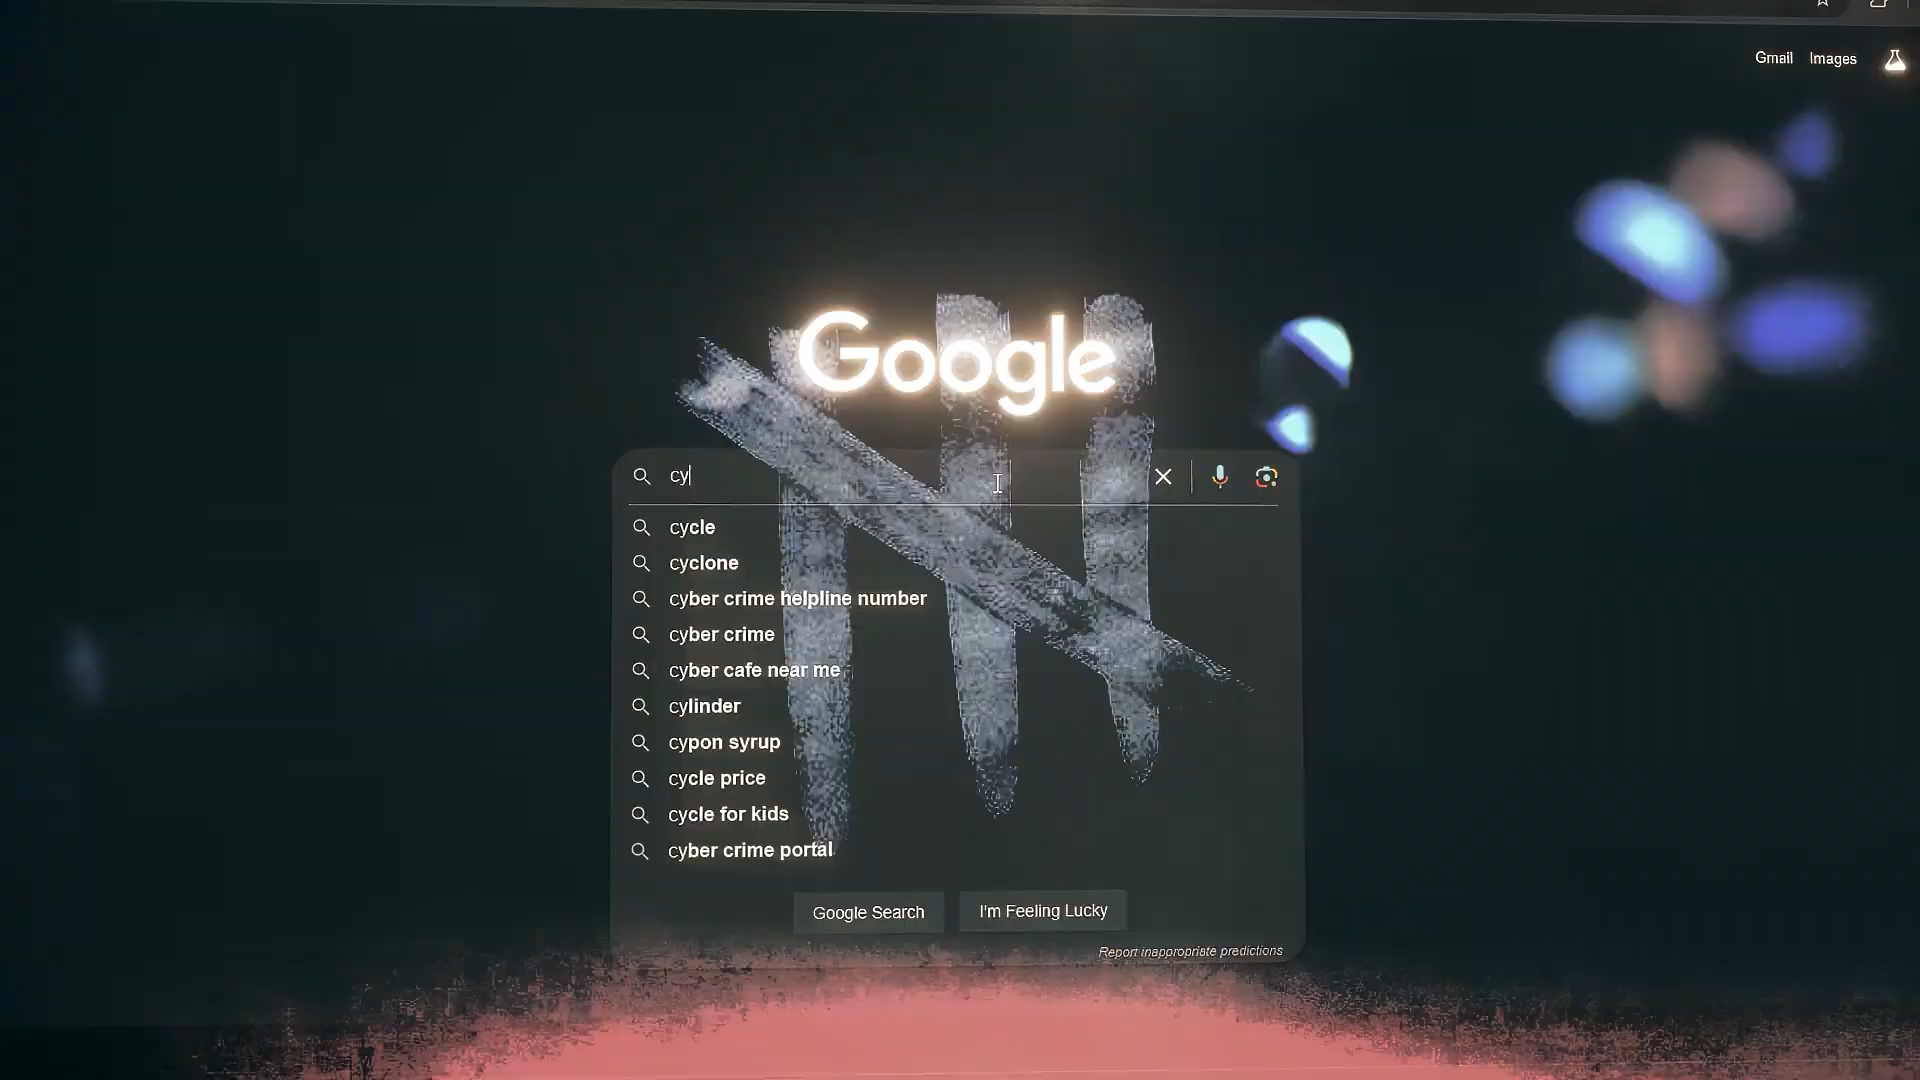 Gmail Images
Google
cy
cycle
cyclone
cyber crime helpline number
cyber crime
cyber cafe near me
cylinder
cypon syrup
cycle price
cycle for kids
cyber crime portal
Google Search I'm Feeling Lucky
Report inappropriate predictions